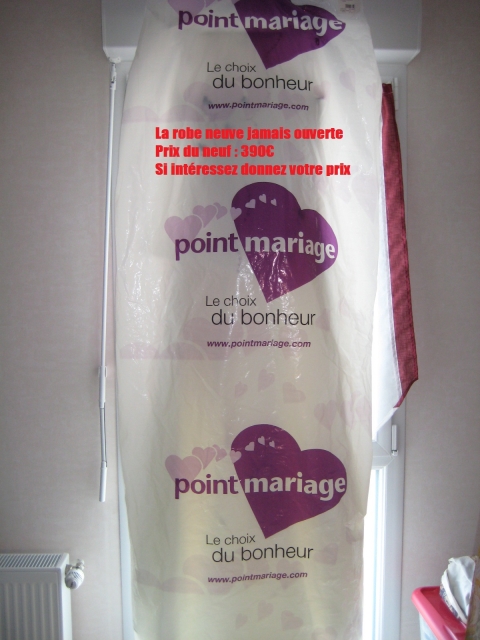 point mariage
Le choix
du bonheur
www.pointmariage.com
La robe neuve jamais ouverte
Prix du neuf : 390€
Si intéressez donnez votre prix
point mariage
Le choix
du bonheur
www.pointmariage.com
point mariage
Le choix
du bonheur
www.pointmariage.com